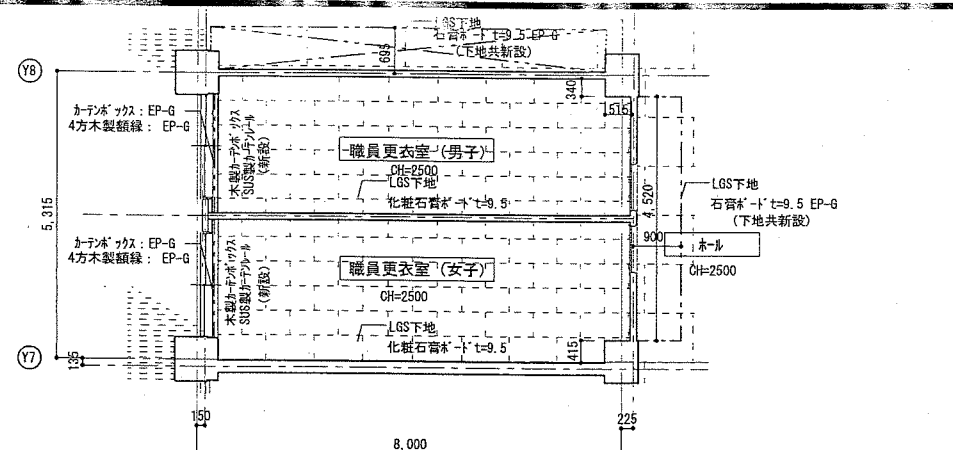 LGS下地
石膏ボードt=9.5 EP-G
(下地共新設)
695
Y8
340
カーテンボックス：EP-G
4方木製額縁： EP-G
木製カーテンボックス
SUS製カーテンレール
(新設)
515
職員更衣室 (男子)
CH=2500
LGS下地
化粧石膏ボードt=9.5
LGS下地
石膏ボードt=9.5 EP-G
(下地共新設)
5,315
4,520
900
ホール
CH=2500
カーテンボックス：EP-G
4方木製額縁： EP-G
木製カーテンボックス
SUS製カーテンレール
(新設)
職員更衣室 (女子)
CH=2500
LGS下地
化粧石膏ボードt=9.5
415
Y7
135
150
225
8,000